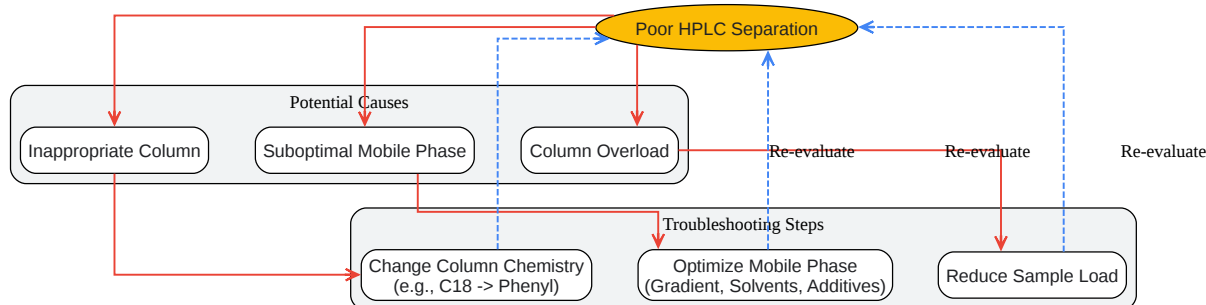 Poor HPLC Separation
Potential Causes
Inappropriate Column
Suboptimal Mobile Phase
Column Overload
Re-evaluate
Re-evaluate
Re-evaluate
Troubleshooting Steps
Change Column Chemistry
(e.g., C18 -> Phenyl)
Optimize Mobile Phase
(Gradient, Solvents, Additives)
Reduce Sample Load